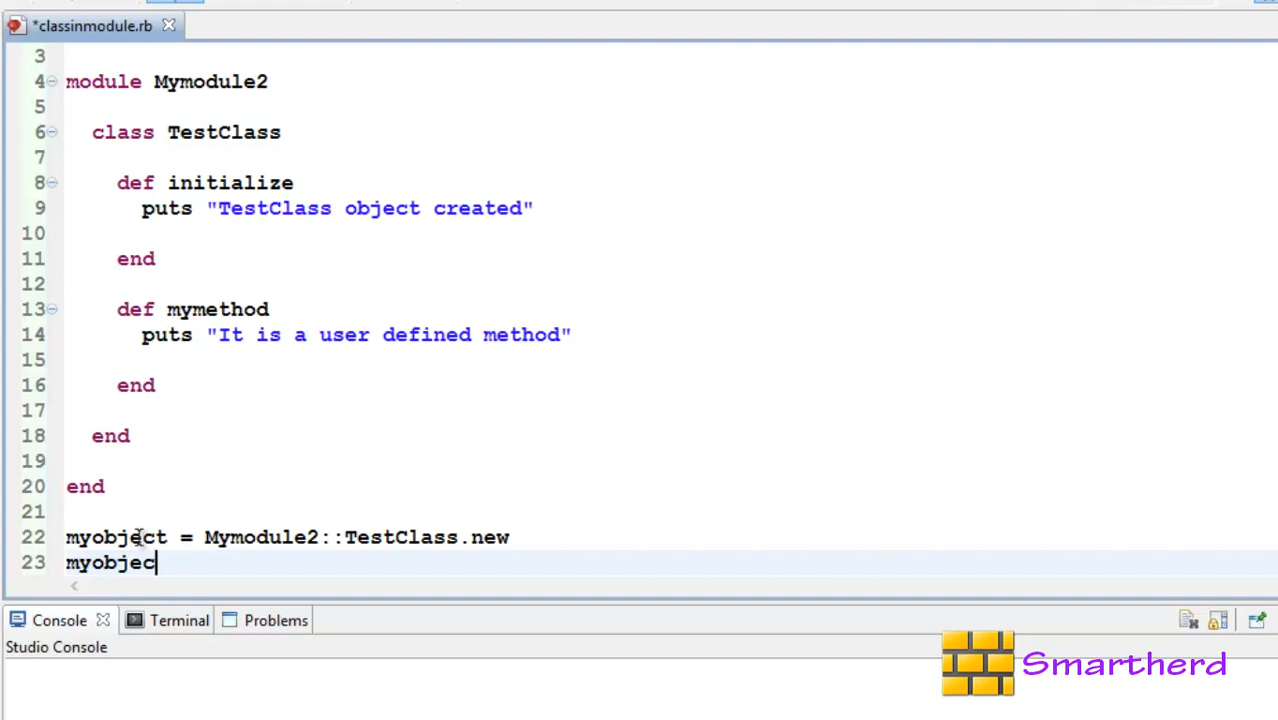 *classinmodule.rb
3
4 module Mymodule2
5
6 class TestClass
7
8 def initialize
9 puts "TestClass object created"
10
11 end
12
13 def mymethod
14 puts "It is a user defined method"
15
16 end
17
18 end
19
20 end
21
22 myobject = Mymodule2::TestClass.new
23 myobjec
Console Terminal Problems
Studio Console
Smartherd